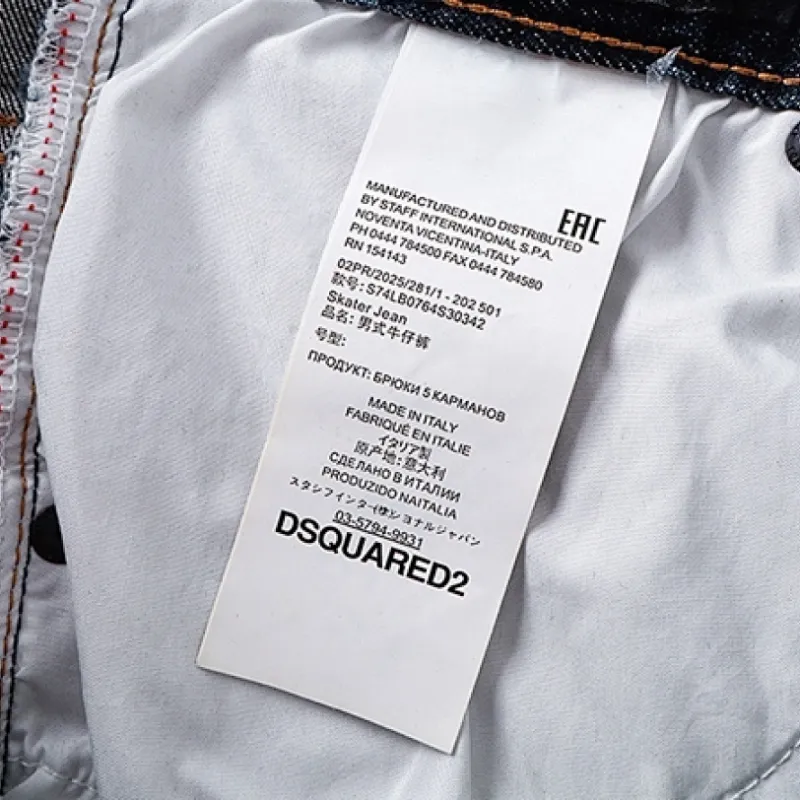 EAC
MANUFACTURED AND DISTRIBUTED
BY STAFF INTERNATIONAL S.P.A.
NOVENTA VICENTINA-ITALY
PH 0444 784500 FAX 0444 784580
RN 154143
02PR/2025/281/1 - 202 501
款号: S74LB0764S30342
Skater Jean
品名: 男式牛仔裤
号型:
ПРОДУКТ: БРЮКИ 5 КАРМАНОВ
MADE IN ITALY
FABRIQUÉ EN ITALIE
イタリア製
原产地: 意大利
СДЕЛАНО В ИТАЛИИ
PRODUZIDO NAITALIA
スタシフインタ-(株)レヨナルジャパン
03-5794-9931
DSQUARED2